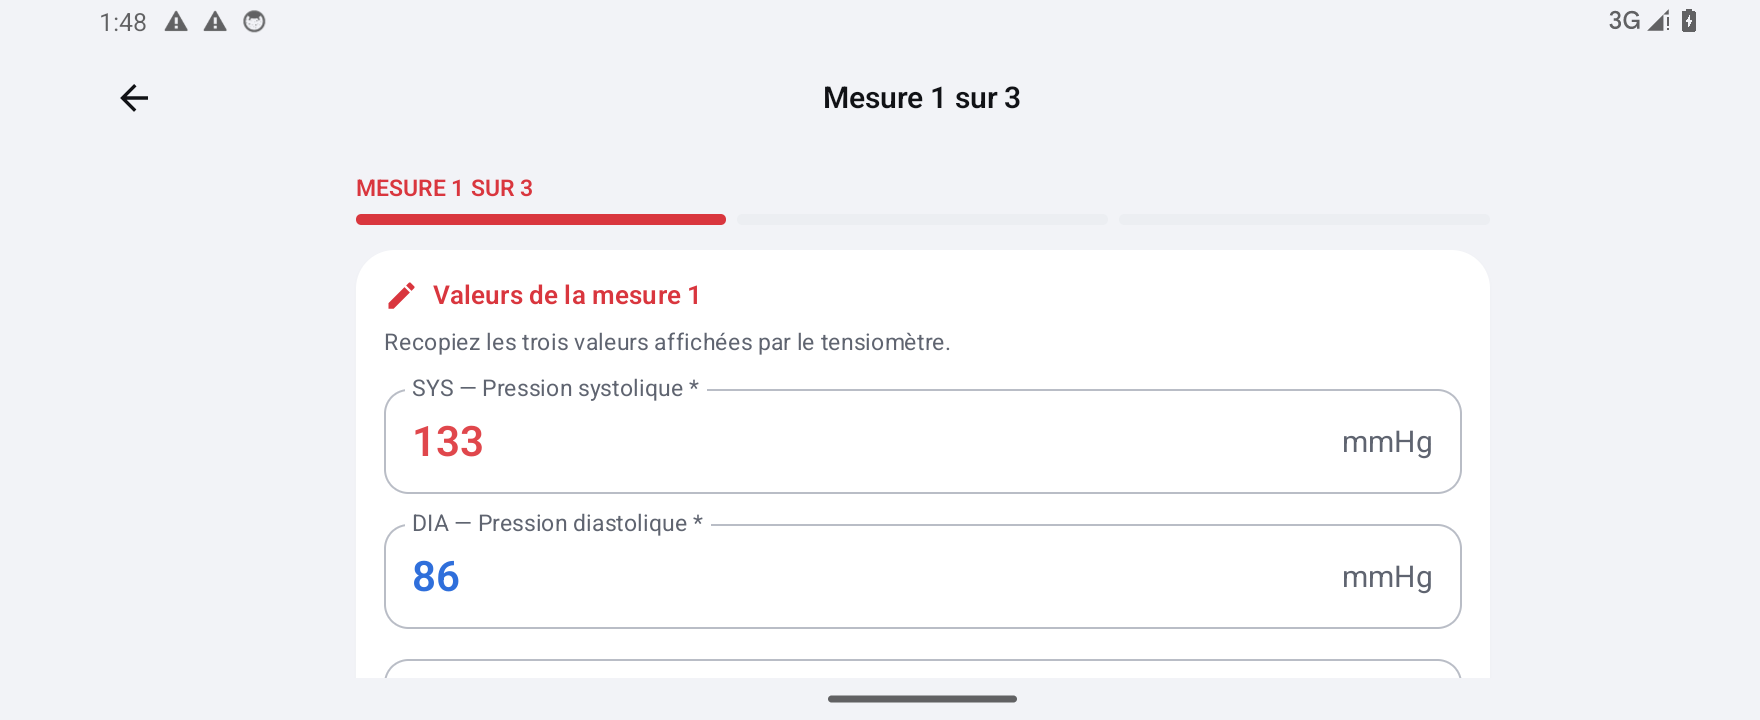 1:48
3G
Mesure 1 sur 3
MESURE 1 SUR 3
Valeurs de la mesure 1
Recopiez les trois valeurs affichées par le tensiomètre.
SYS — Pression systolique *
133 mmHg
DIA — Pression diastolique *
86 mmHg